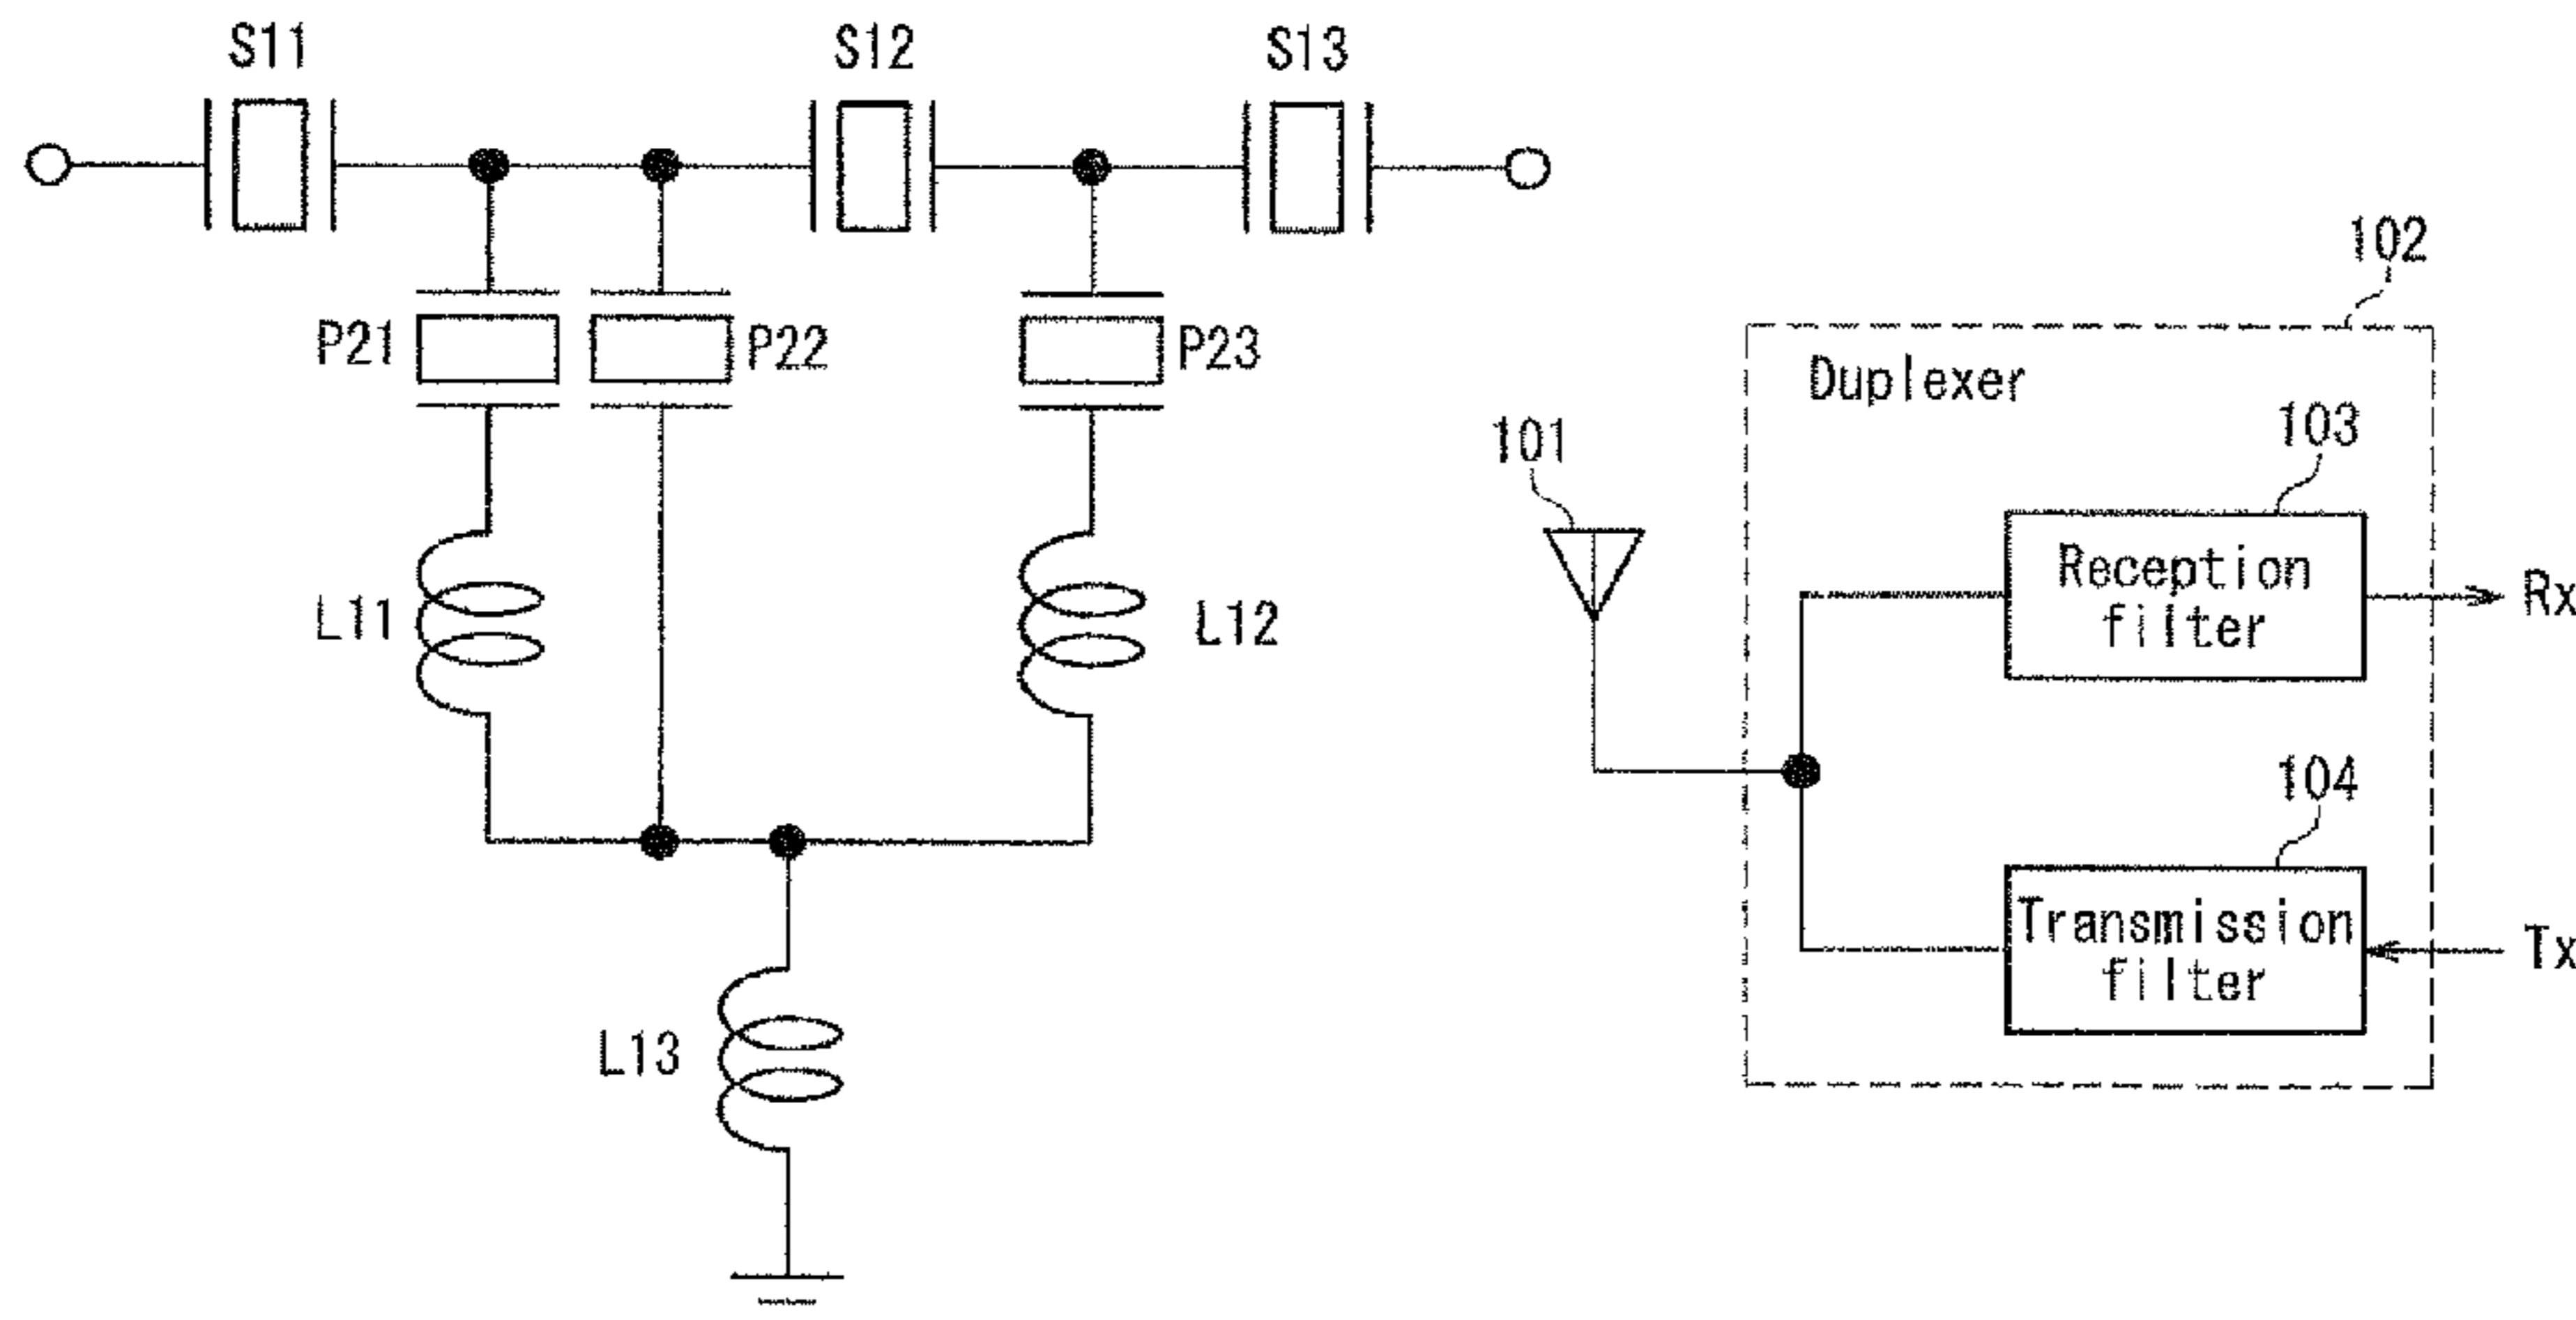 S11
S12
S13
P21
P22
P23
L11
L12
L13
102
Duplexer
101
103
Reception
filter
Rx
104
Transmission
filter
Tx